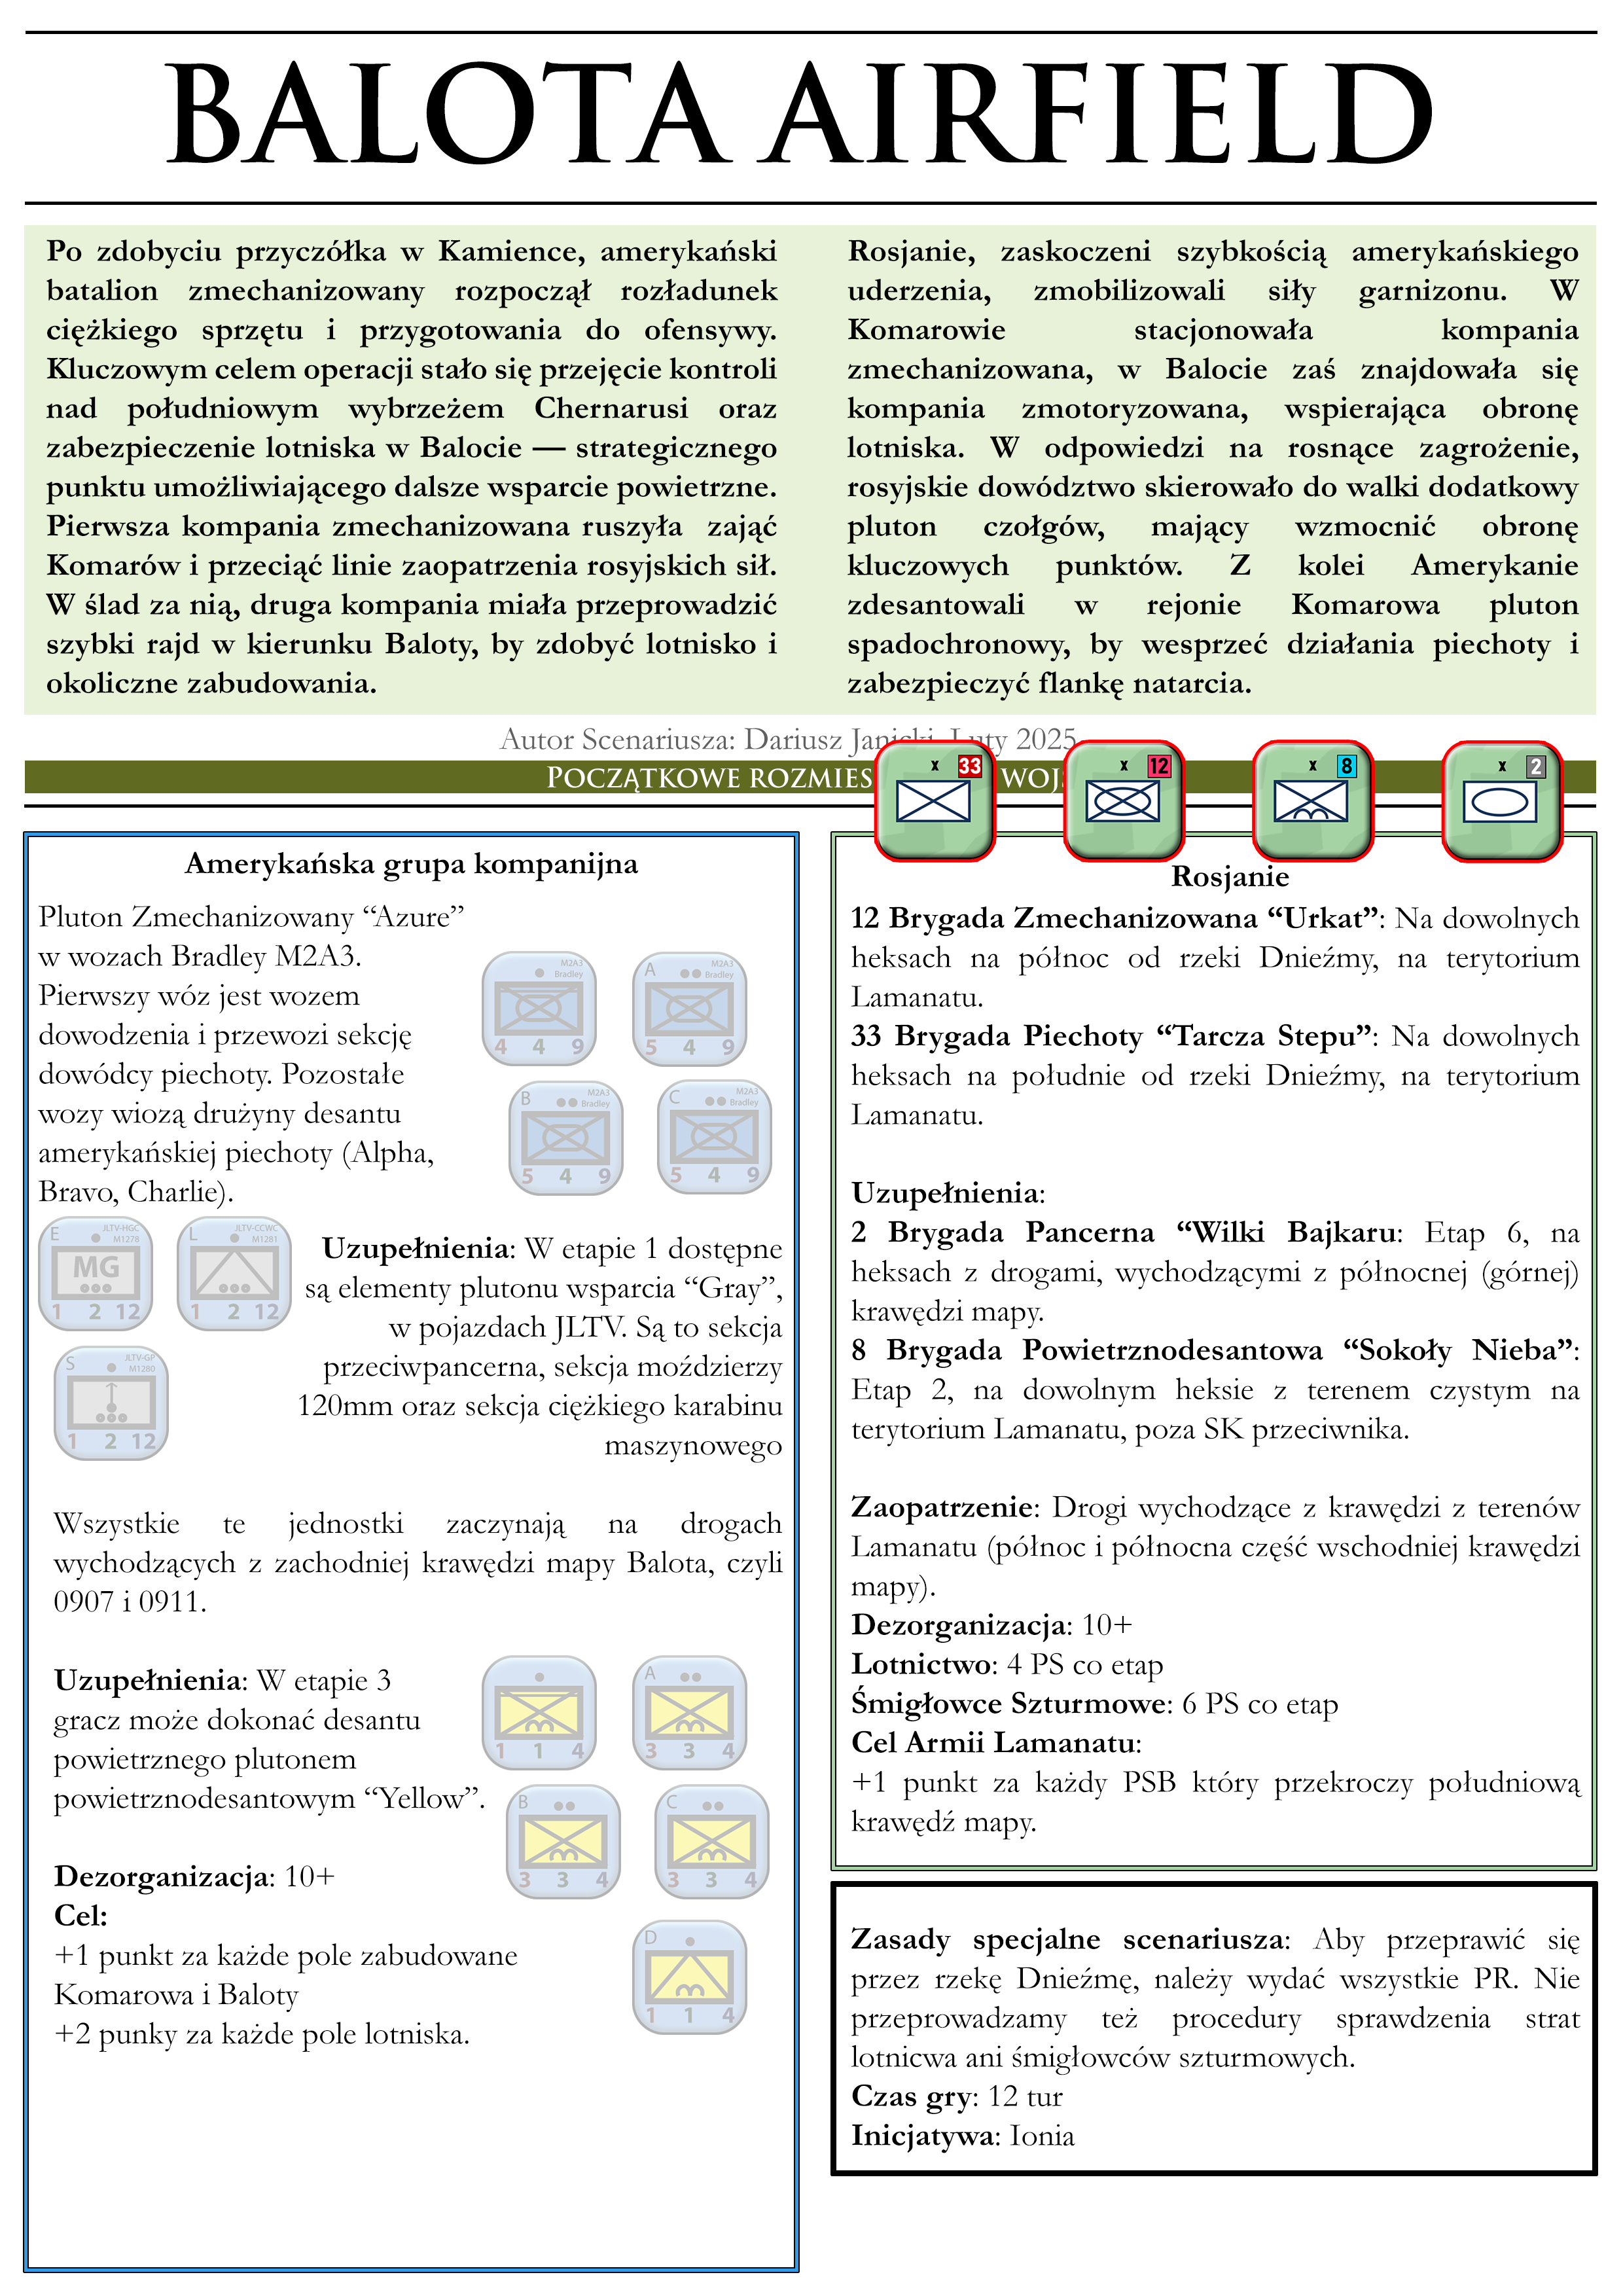 BALOTA AIRFIELD
Po zdobyciu przyczółka w Kamience, amerykański
batalion zmechanizowany rozpoczął rozładunek
ciężkiego sprzętu i przygotowania do ofensywy.
Kluczowym celem operacji stało się przejęcie kontroli
nad południowym wybrzeżem Chernarusi oraz
zabezpieczenie lotniska w Balocie — strategicznego
punktu umożliwiającego dalsze wsparcie powietrzne.
Pierwsza kompania zmechanizowana ruszyła zająć
Komarów i przeciąć linie zaopatrzenia rosyjskich sił.
W ślad za nią, druga kompania miała przeprowadzić
szybki rajd w kierunku Baloty, by zdobyć lotnisko i
okoliczne zabudowania.
Rosjanie, zaskoczeni szybkością amerykańskiego
uderzenia, zmobilizowali siły garnizonu. W
Komarowie stacjonowała kompania
zmechanizowana, w Balocie zaś znajdowała się
kompania zmotoryzowana, wspierająca obronę
lotniska. W odpowiedzi na rosnące zagrożenie,
rosyjskie dowództwo skierowało do walki dodatkowy
pluton czołgów, mający wzmocnić obronę
kluczowych punktów. Z kolei Amerykanie
zdesantowali w rejonie Komarowa pluton
spadochronowy, by wesprzeć działania piechoty i
zabezpieczyć flankę natarcia.
Autor Scenariusza: Dariusz Janicki, Luty 2025
POCZĄTKOWE ROZMIES WOJS
x 33
x 12
x 8
x 2
Amerykańska grupa kompanijna
Pluton Zmechanizowany “Azure”
w wozach Bradley M2A3.
Pierwszy wóz jest wozem
dowodzenia i przewozi sekcję
dowódcy piechoty. Pozostałe
wozy wiozą drużyny desantu
amerykańskiej piechoty (Alpha,
Bravo, Charlie).
M2A3
Bradley
4 4 9
A M2A3
Bradley
5 4 9
B M2A3
Bradley
5 4 9
C M2A3
Bradley
5 4 9
E JLTV-HGC
M1278
MG
1 2 12
L JLTV-CCWC
M1281
1 2 12
S JLTV-GP
M1280
1 2 12
Uzupełnienia: W etapie 1 dostępne
są elementy plutonu wsparcia “Gray”,
w pojazdach JLTV. Są to sekcja
przeciwpancerna, sekcja moździerzy
120mm oraz sekcja ciężkiego karabinu
maszynowego
Wszystkie te jednostki zaczynają na drogach
wychodzących z zachodniej krawędzi mapy Balota, czyli
0907 i 0911.
Uzupełnienia: W etapie 3
gracz może dokonać desantu
powietrznego plutonem
powietrznodesantowym “Yellow”.
1 1 4
A
3 3 4
B
3 3 4
C
3 3 4
D
1 1 4
Dezorganizacja: 10+
Cel:
+1 punkt za każde pole zabudowane
Komarowa i Baloty
+2 punky za każde pole lotniska.
Rosjanie
12 Brygada Zmechanizowana “Urkat”: Na dowolnych
heksach na północ od rzeki Dnieźmy, na terytorium
Lamanatu.
33 Brygada Piechoty “Tarcza Stepu”: Na dowolnych
heksach na południe od rzeki Dnieźmy, na terytorium
Lamanatu.
Uzupełnienia:
2 Brygada Pancerna “Wilki Bajkaru: Etap 6, na
heksach z drogami, wychodzącymi z północnej (górnej)
krawędzi mapy.
8 Brygada Powietrznodesantowa “Sokoły Nieba”:
Etap 2, na dowolnym heksie z terenem czystym na
terytorium Lamanatu, poza SK przeciwnika.
Zaopatrzenie: Drogi wychodzące z krawędzi z terenów
Lamanatu (północ i północna część wschodniej krawędzi
mapy).
Dezorganizacja: 10+
Lotnictwo: 4 PS co etap
Śmigłowce Szturmowe: 6 PS co etap
Cel Armii Lamanatu:
+1 punkt za każdy PSB który przekroczy południową
krawędź mapy.
Zasady specjalne scenariusza: Aby przeprawić się
przez rzekę Dnieźmę, należy wydać wszystkie PR. Nie
przeprowadzamy też procedury sprawdzenia strat
lotnicwa ani śmigłowców szturmowych.
Czas gry: 12 tur
Inicjatywa: Ionia